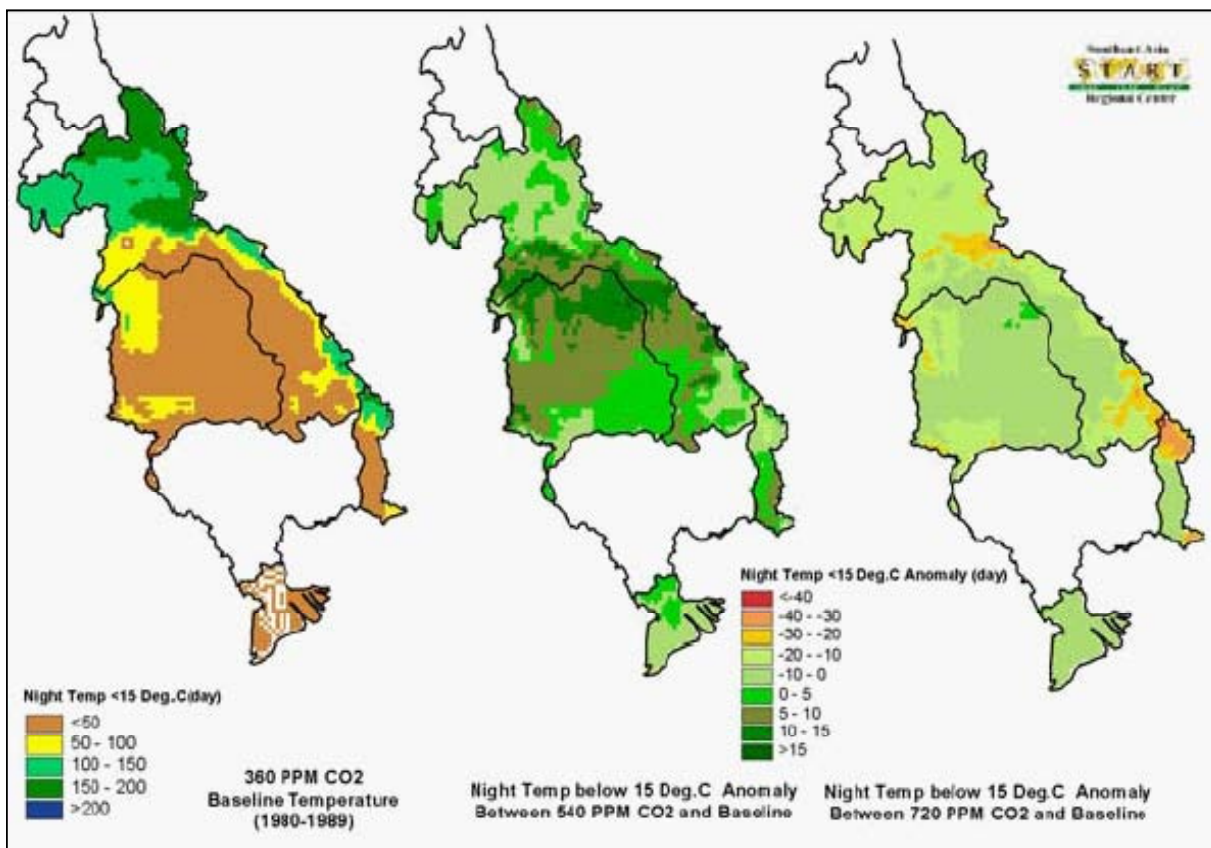 Southeast Asia
START
Regional Center
Night Temp <15 Deg.C(day)
<50
50 - 100
100 - 150
150 - 200
>200
360 PPM CO2
Baseline Temperature
(1980-1989)
Night Temp <15 Deg.C Anomaly (day)
<-40
-40 - -30
-30 - -20
-20 - -10
-10 - 0
0 - 5
5 - 10
10 - 15
>15
Night Temp below 15 Deg.C Anomaly
Between 540 PPM CO2 and Baseline
Night Temp below 15 Deg.C Anomaly
Between 720 PPM CO2 and Baseline